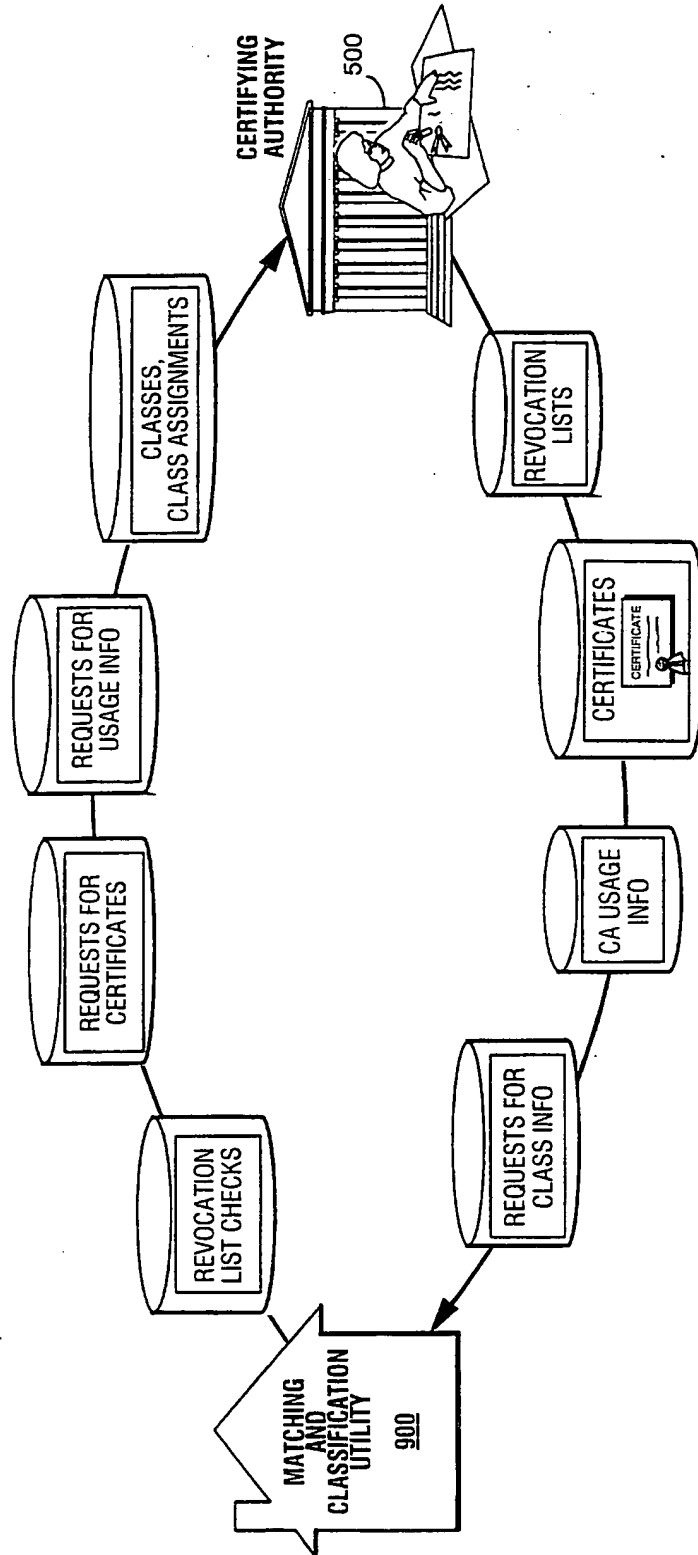 MATCHING
AND
CLASSIFICATION
UTILITY
900
REVOCATION
LIST CHECKS
REQUESTS FOR
CERTIFICATES
REQUESTS FOR
USAGE INFO
CLASSES,
CLASS ASSIGNMENTS
CERTIFYING
AUTHORITY
500
REVOCATION
LISTS
CERTIFICATES
CERTIFICATE
CA USAGE
INFO
REQUESTS FOR
CLASS INFO